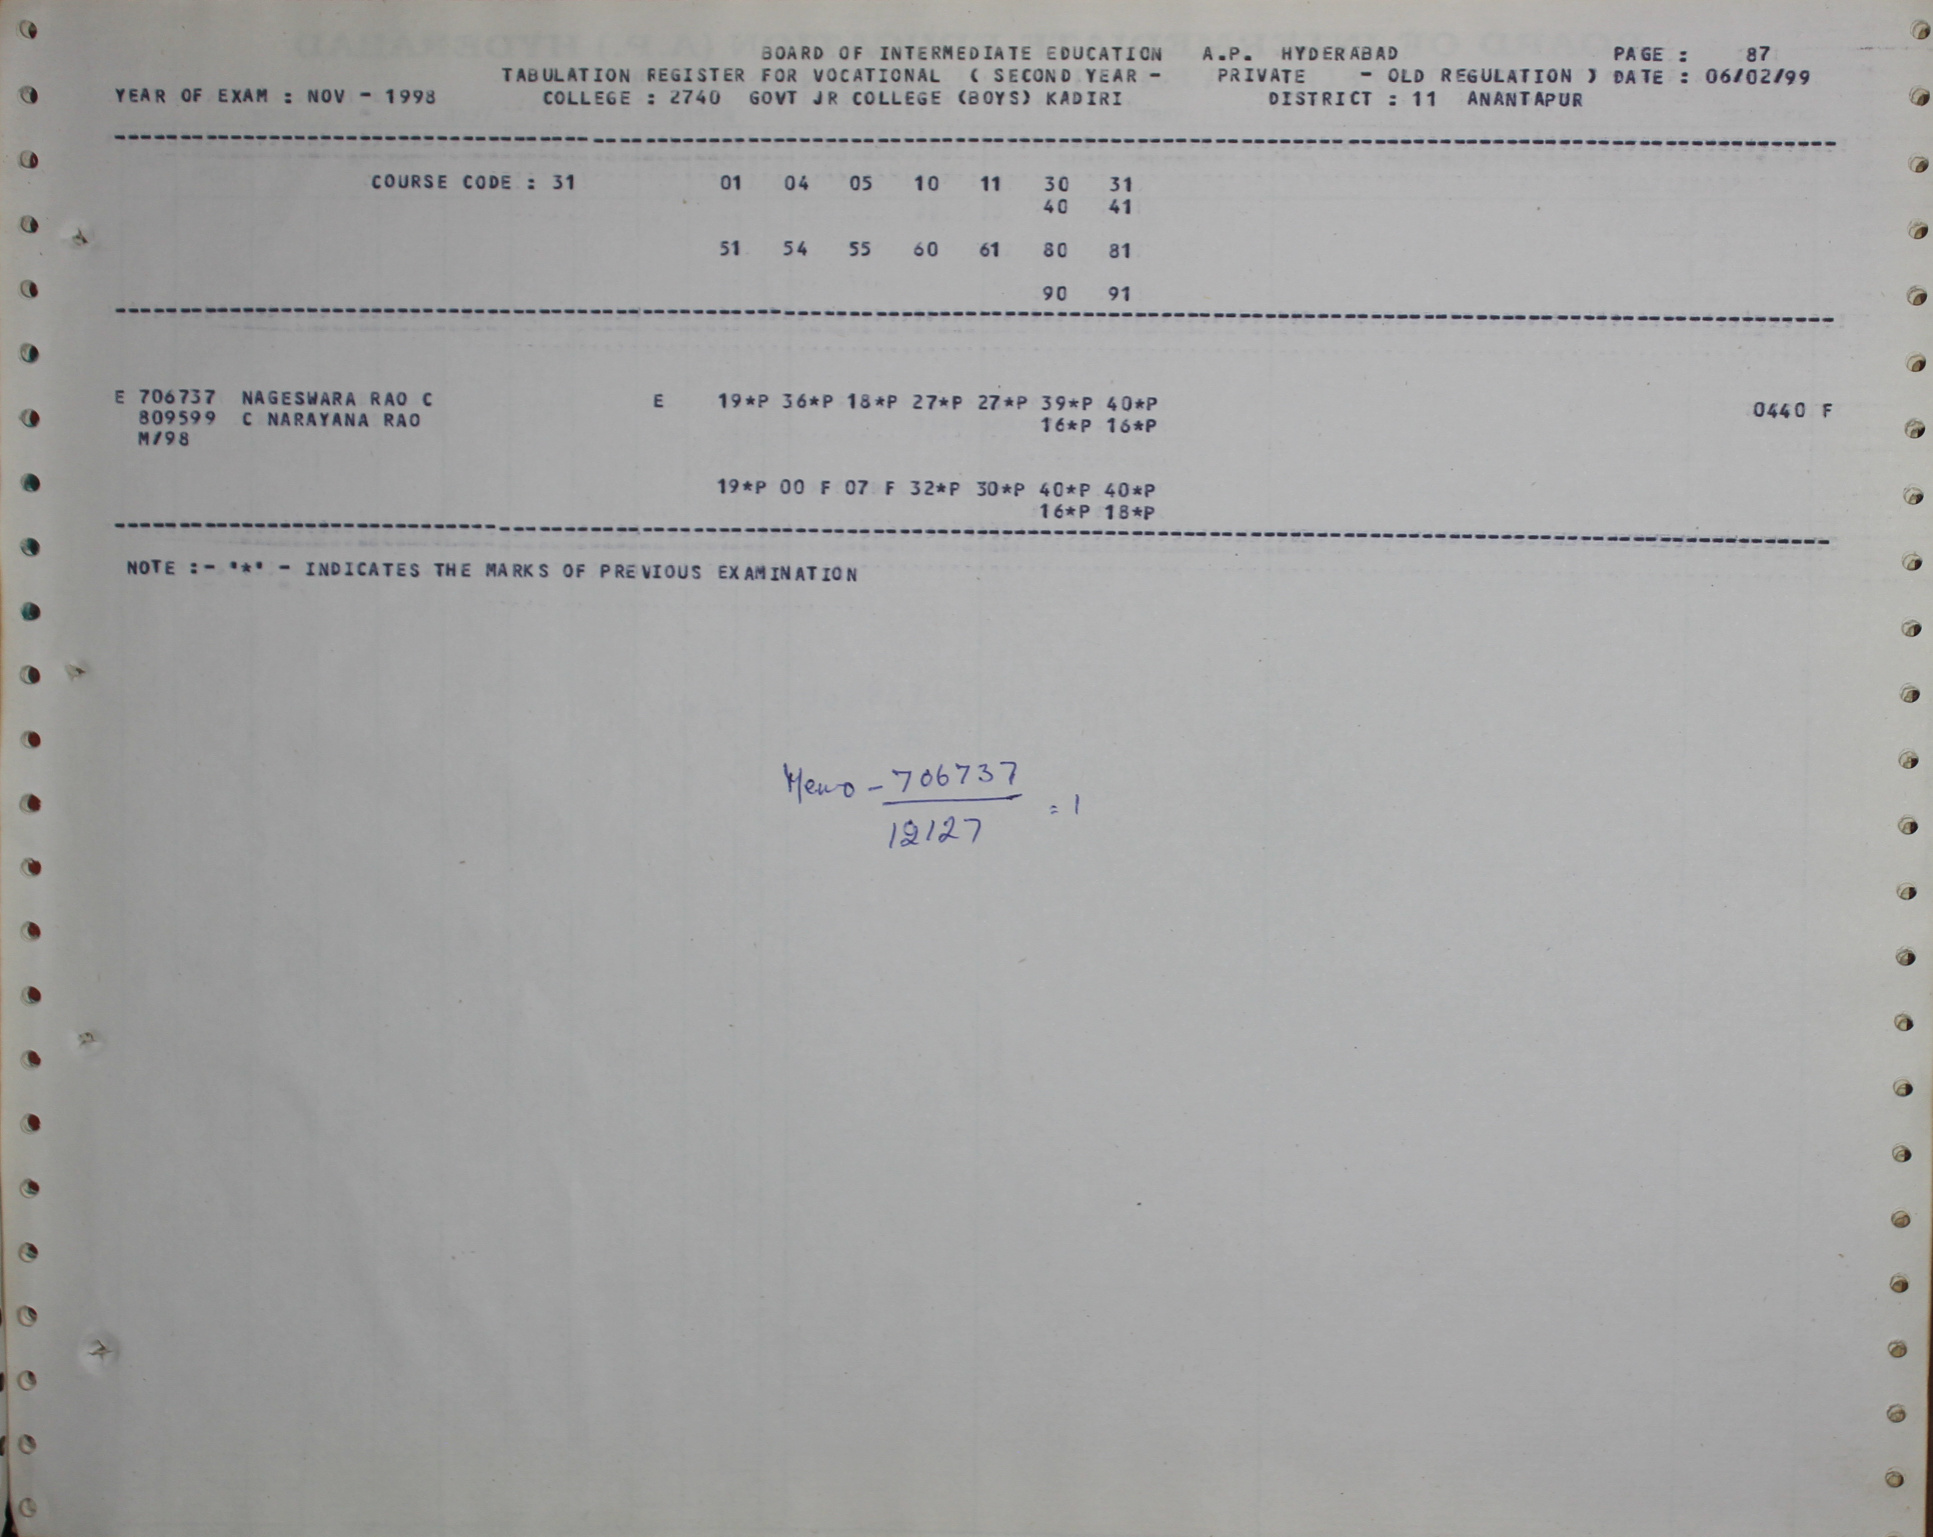 BOARD OF INTERMEDIATE EDUCATION A.P. HYDERABAD PAGE : 87
TABULATION REGISTER FOR VOCATIONAL ( SECOND YEAR - PRIVATE - OLD REGULATION ) DATE : 06/02/99
YEAR OF EXAM : NOV - 1998 COLLEGE : 2740 GOVT JR COLLEGE (BOYS) KADIRI DISTRICT : 11 ANANTAPUR
COURSE CODE : 31 01 04 05 10 11 30 31
40 41
51 54 55 60 61 80 81
90 91
E 706737 NAGESWARA RAO C E 19*P 36*P 18*P 27*P 27*P 39*P 40*P 0440 F
809599 C NARAYANA RAO 16*P 16*P
M/98
19*P 00 F 07 F 32*P 30*P 40*P 40*P
16*P 18*P
NOTE :- "*" - INDICATES THE MARKS OF PREVIOUS EXAMINATION
Memo - 706737
= 1
12127